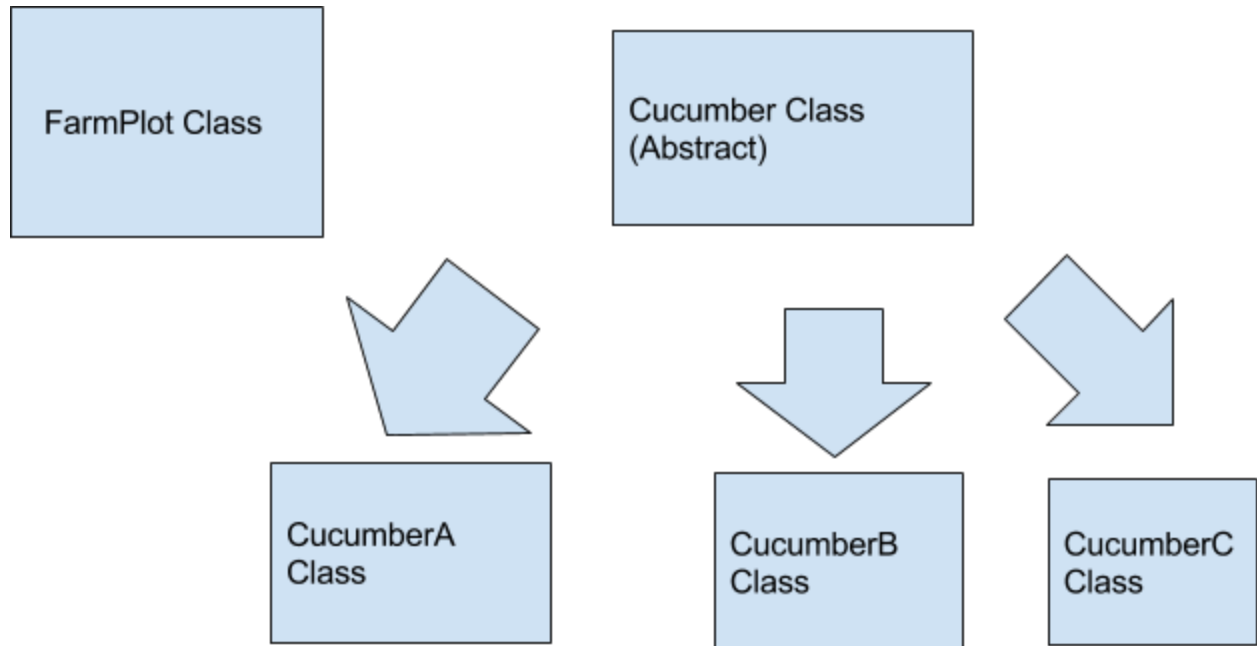 FarmPlot Class
Cucumber Class
(Abstract)
CucumberA
Class
CucumberB
Class
CucumberC
Class